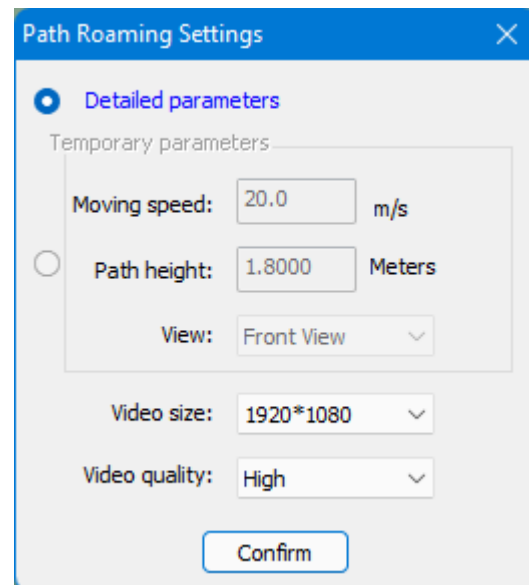 Path Roaming Settings
Detailed parameters
Temporary parameters
Moving speed: 20.0 m/s
Path height: 1.8000 Meters
View: Front View
Video size: 1920*1080
Video quality: High
Confirm